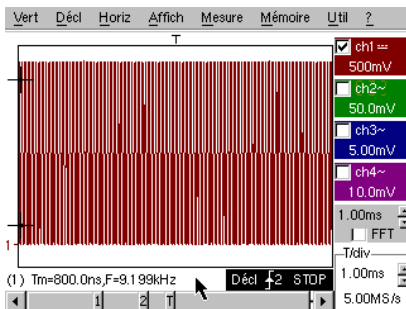 Vert Décl Horiz Affich Mesure Mémoire Util ?
T
ch1
500mV
ch2~
50.0mV
ch3~
5.00mV
ch4~
10.0mV
1.00ms
FFT
T/div
1.00ms
5.00MS/s
1
(1) Tm=800.0ns,F=9.199kHz
Décl 2 STOP
1 2 T